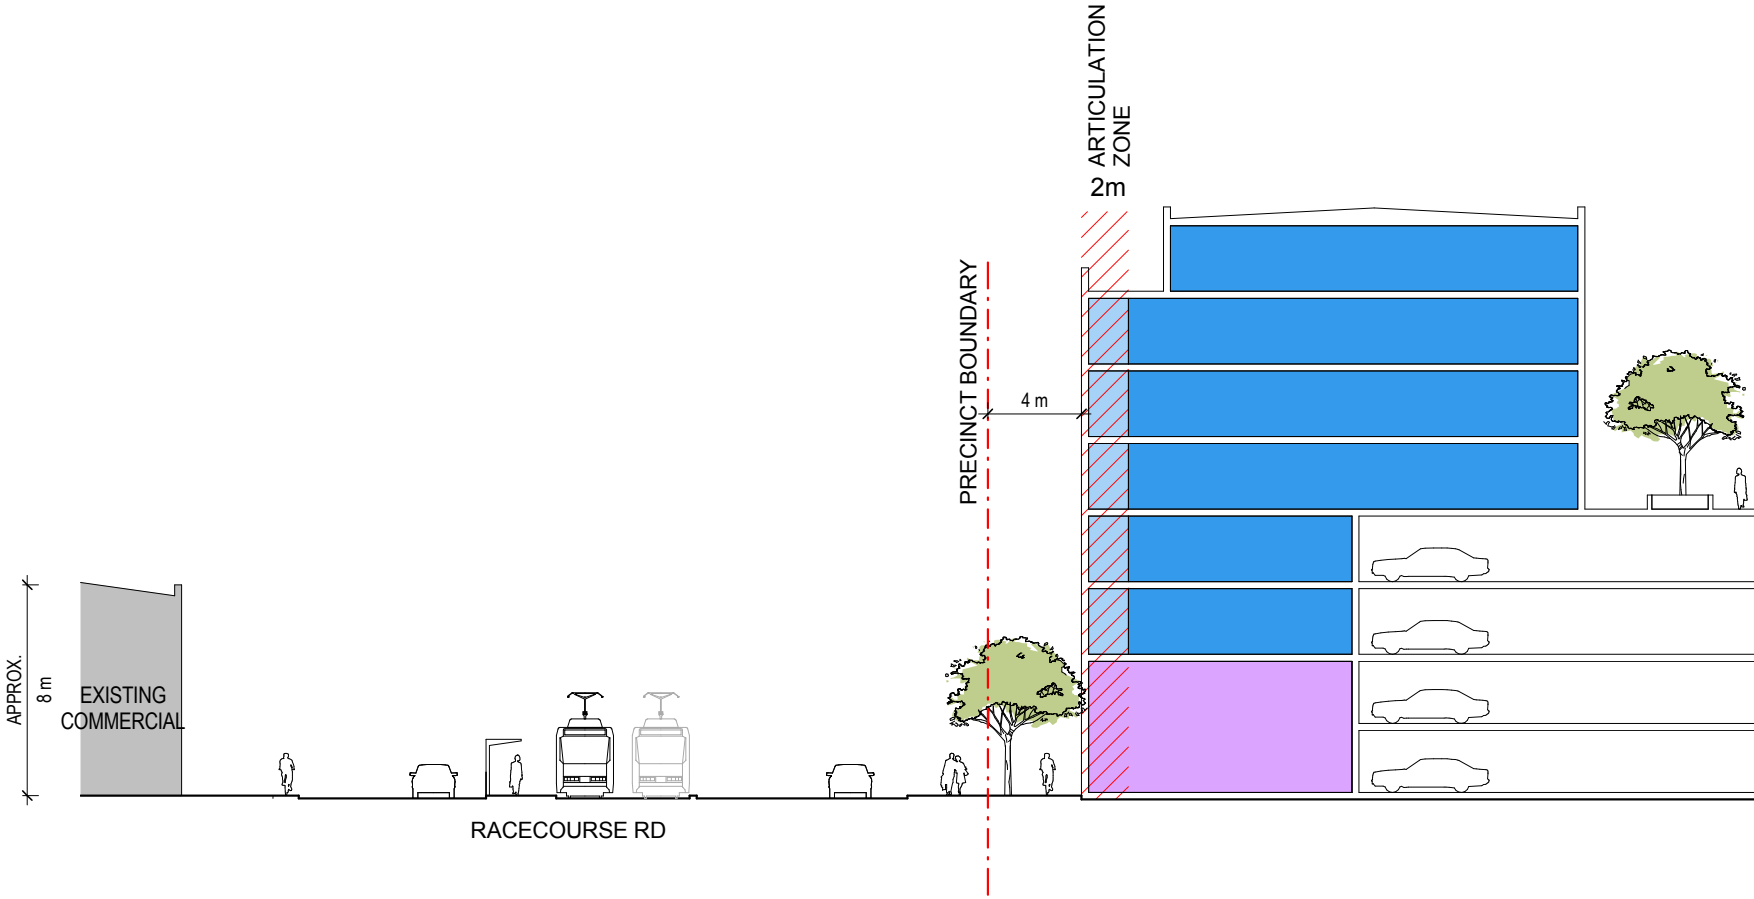 ARTICULATION
ZONE
2m
PRECINCT BOUNDARY
4 m
APPROX.
8 m
EXISTING
COMMERCIAL
RACECOURSE RD